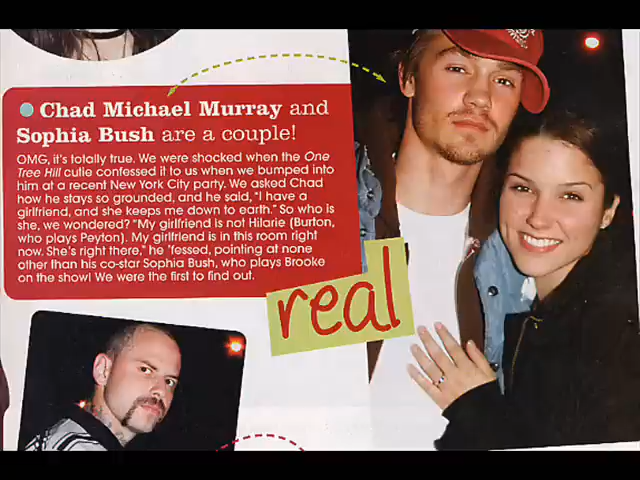 Chad Michael Murray and
Sophia Bush are a couple!
OMG, it's totally true. We were shocked when the One
Tree Hill cutie confessed it to us when we bumped into
him at a recent New York City party. We asked Chad
how he stays so grounded, and he said, "I have a
girlfriend, and she keeps me down to earth." So who is
she, we wondered? "My girlfriend is not Hilarie (Burton,
who plays Peyton). My girlfriend is in this room right
now. She's right there," he 'fessed, pointing at none
other than his co-star Sophia Bush, who plays Brooke
on the show! We were the first to find out.
real